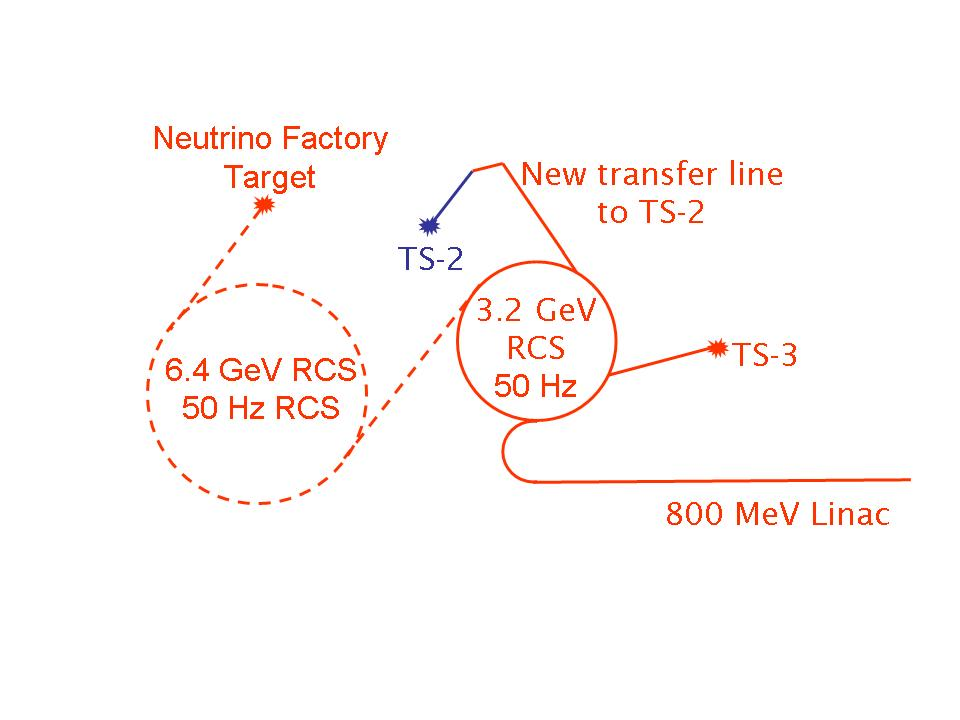 Neutrino Factory
Target
New transfer line
to TS-2
TS-2
3.2 GeV
RCS
50 Hz
TS-3
6.4 GeV RCS
50 Hz RCS
800 MeV Linac